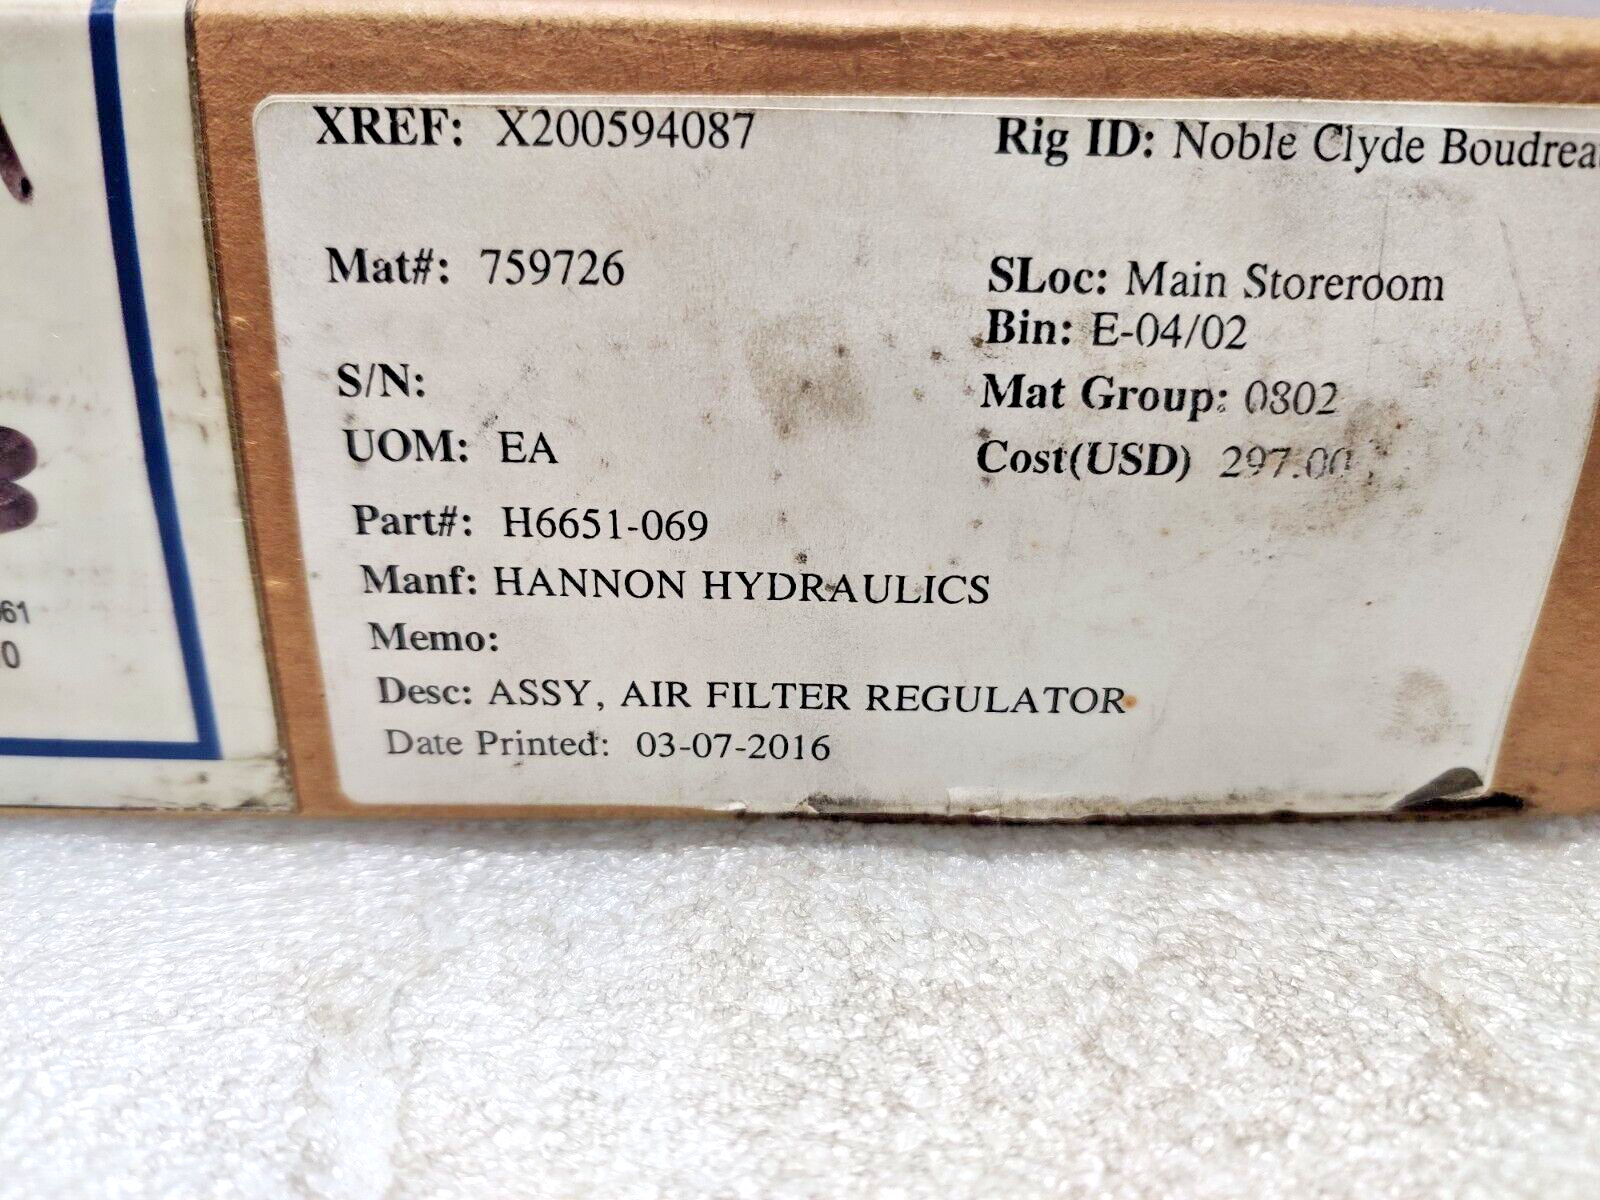 XREF: X200594087
Rig ID: Noble Clyde Boudrea
Mat#: 759726
SLoc: Main Storeroom
Bin: E-04/02
S/N:
Mat Group: 0802
UOM: EA
Cost(USD) 297.00
Part#: H6651-069
Manf: HANNON HYDRAULICS
Memo:
Desc: ASSY, AIR FILTER REGULATOR
Date Printed: 03-07-2016
61
0